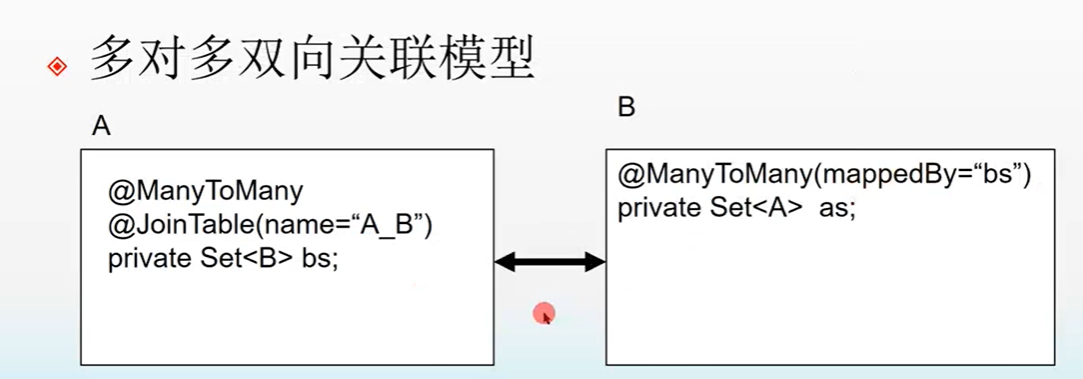 多对多双向关联模型
A
@ManyToMany
@JoinTable(name=“A_B”)
private Set<B> bs;
B
@ManyToMany(mappedBy=“bs”)
private Set<A> as;